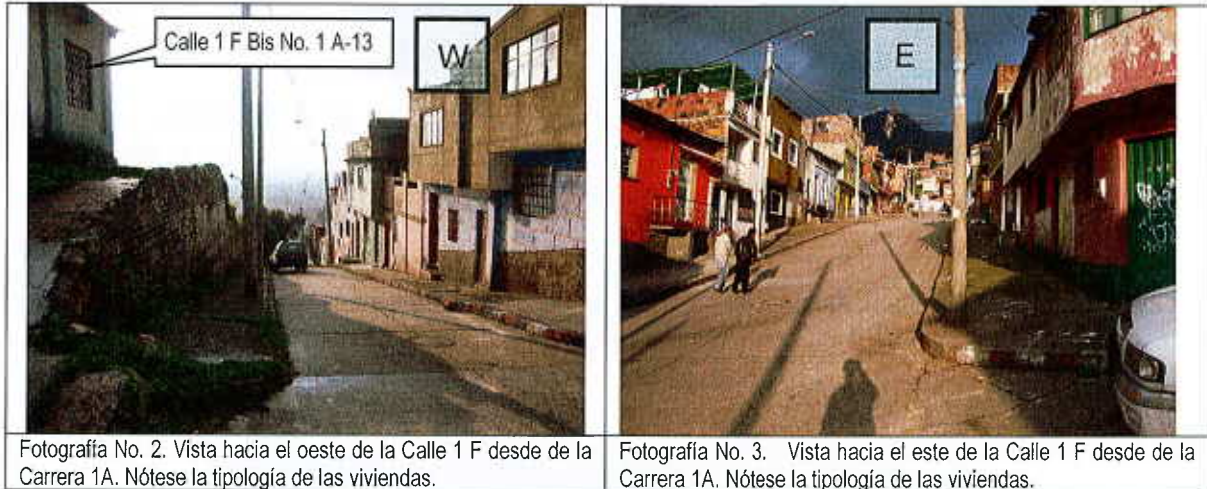 Calle 1 F Bis No. 1 A-13
W
E
Fotografía No. 2. Vista hacia el oeste de la Calle 1 F desde de la
Carrera 1A. Nótese la tipología de las viviendas.
Fotografía No. 3. Vista hacia el este de la Calle 1 F desde de la
Carrera 1A. Nótese la tipología de las viviendas.